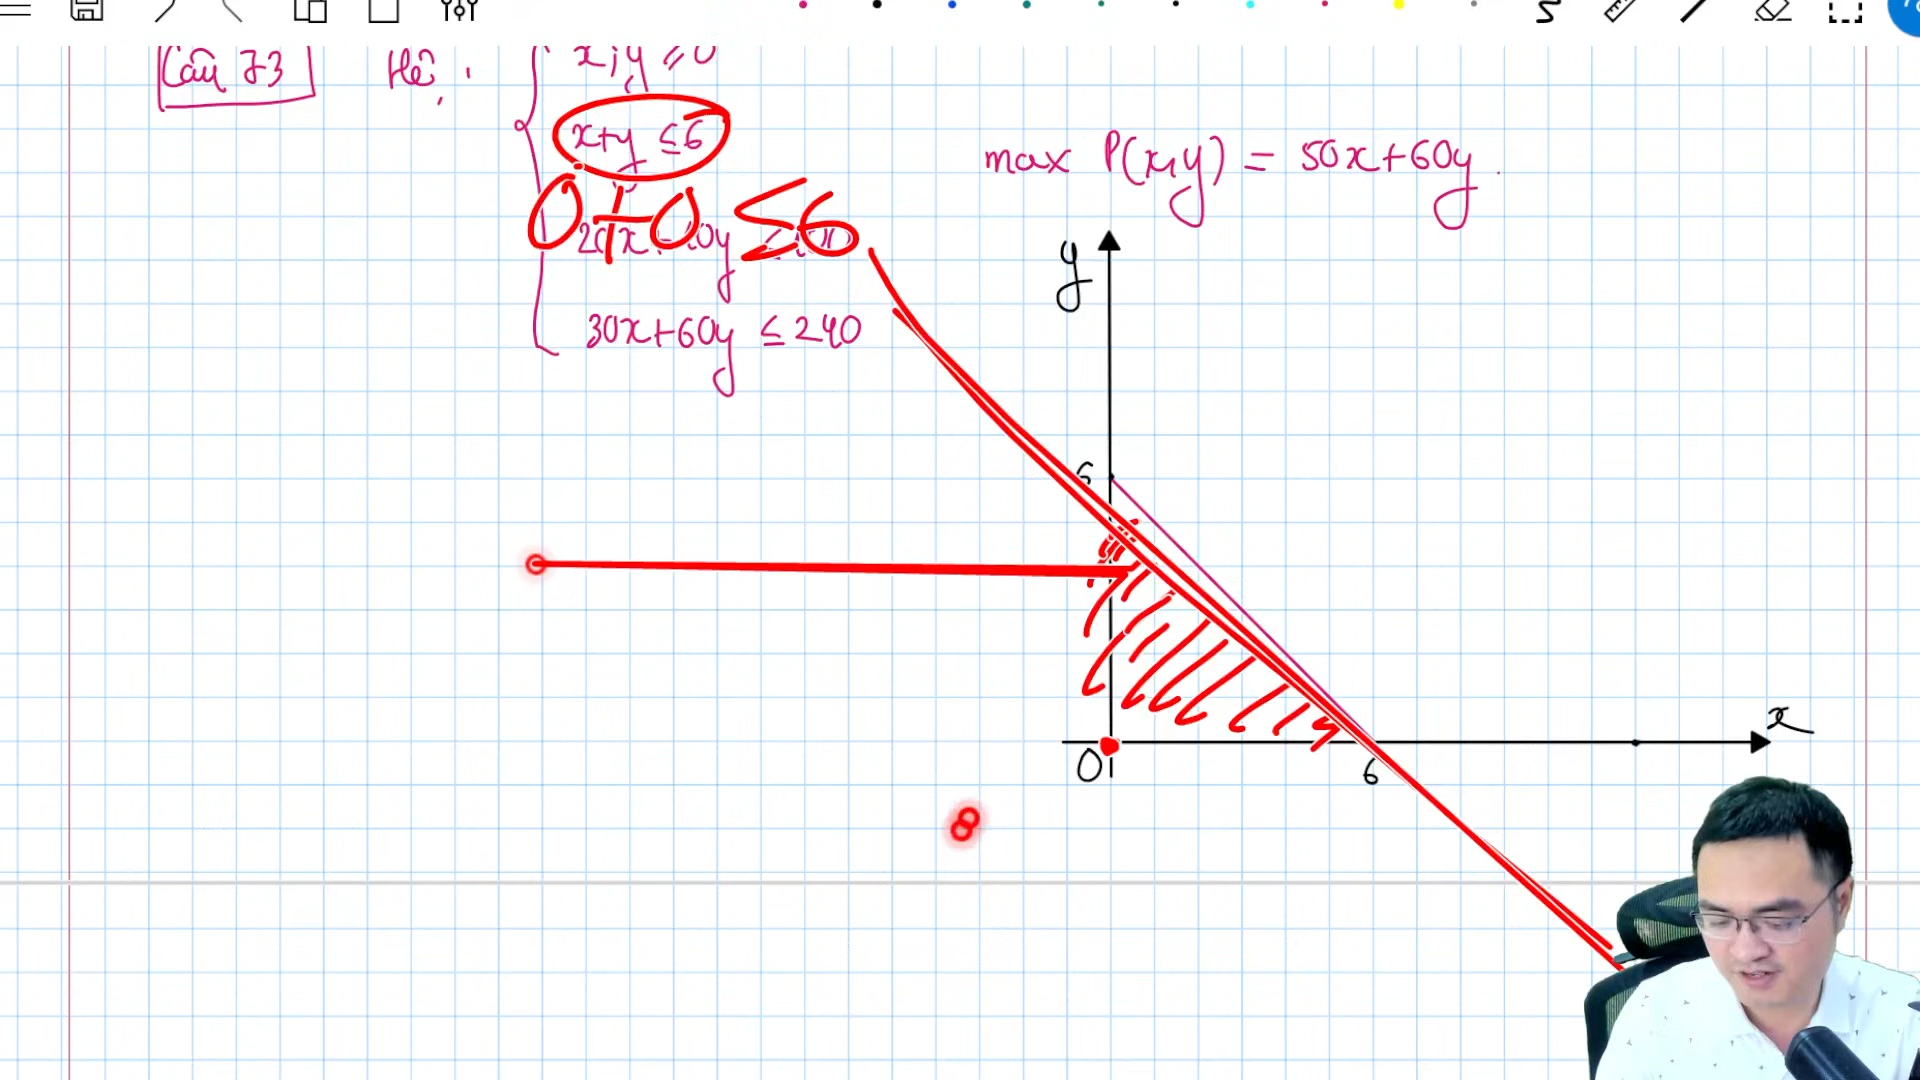 Câu 73 Hệ:
x,y ≥ 0
x+y ≤ 6
max P(x,y) = 50x+60y.
0+0 ≤ 6
y
30x+60y ≤ 240
6
x
O
6
8